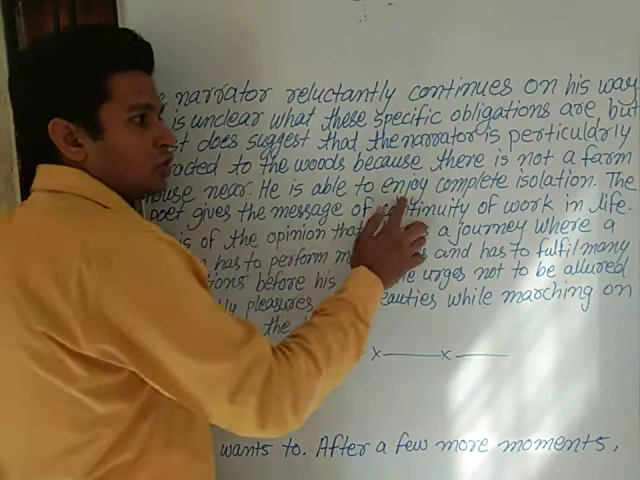 narrator reluctantly continues on his way
is unclear what these specific obligations are but
does suggest that the narrator is perticularly
to the woods because there is not a farm
house near. He is able to enjoy complete isolation. The
poet gives the message of continuity of work in life.
is of the opinion that a journey where a
has to perform and has to fulfil many
before his urges not to be allured
pleasures while marching on
the
x———x———
wants to. After a few more moments,